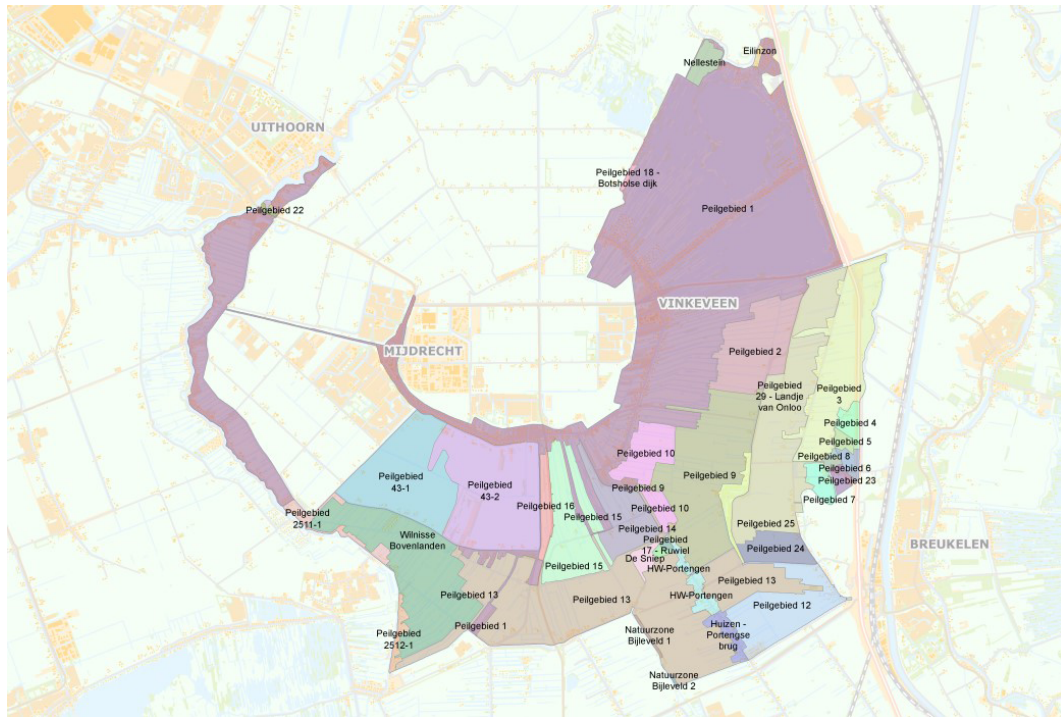 Eilinzon
Nellestein
UITHOORN
Peilgebied 18 -
Botsholse dijk
Peilgebied 22
Peilgebied 1
VINKEVEEN
MIJDRECHT
Peilgebied 2
Peilgebied
29 - Landje
van Onloo
Peilgebied
3
Peilgebied 4
Peilgebied 5
Peilgebied 8
Peilgebied 6
Peilgebied 23
Peilgebied 7
Peilgebied 10
Peilgebied 9
Peilgebied
43-1
Peilgebied
43-2
Peilgebied 9
Peilgebied 16
Peilgebied 10
Peilgebied 15
Peilgebied 14
Peilgebied
2511-1
Peilgebied 25
Wilnisse
Bovenlanden
Peilgebied
17 - Ruwiel
De Sniep
HW-Portengen
Peilgebied 24
BREUKELEN
Peilgebied 15
Peilgebied 13
Peilgebied 13
Peilgebied 13
HW-Portengen
Peilgebied 12
Peilgebied 1
Peilgebied
2512-1
Natuurzone
Bijleveld 1
Huizen -
Portengse
brug
Natuurzone
Bijleveld 2